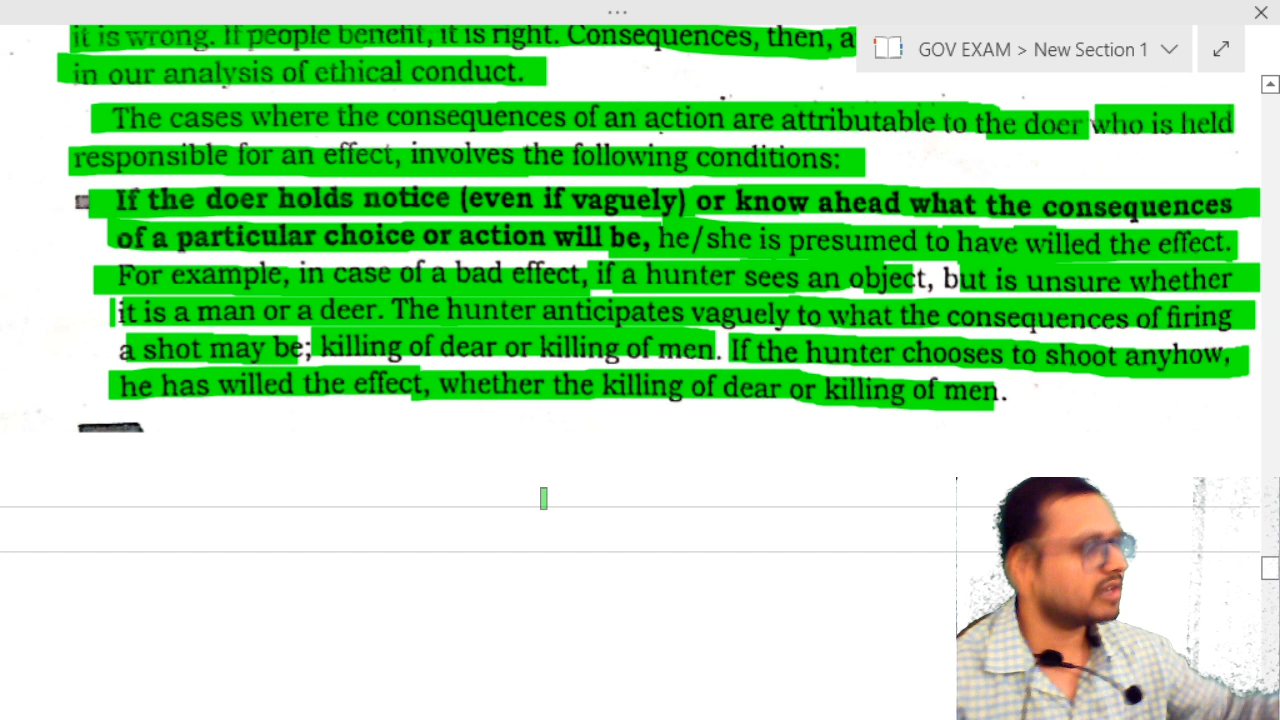 it is wrong. If people benefit, it is right. Consequences, then, a
GOV EXAM > New Section 1
in our analysis of ethical conduct.
The cases where the consequences of an action are attributable to the doer who is held
responsible for an effect, involves the following conditions:
If the doer holds notice (even if vaguely) or know ahead what the consequences
of a particular choice or action will be, he/she is presumed to have willed the effect.
For example, in case of a bad effect, if a hunter sees an object, but is unsure whether
it is a man or a deer. The hunter anticipates vaguely to what the consequences of firing
a shot may be; killing of dear or killing of men. If the hunter chooses to shoot anyhow,
he has willed the effect, whether the killing of dear or killing of men.